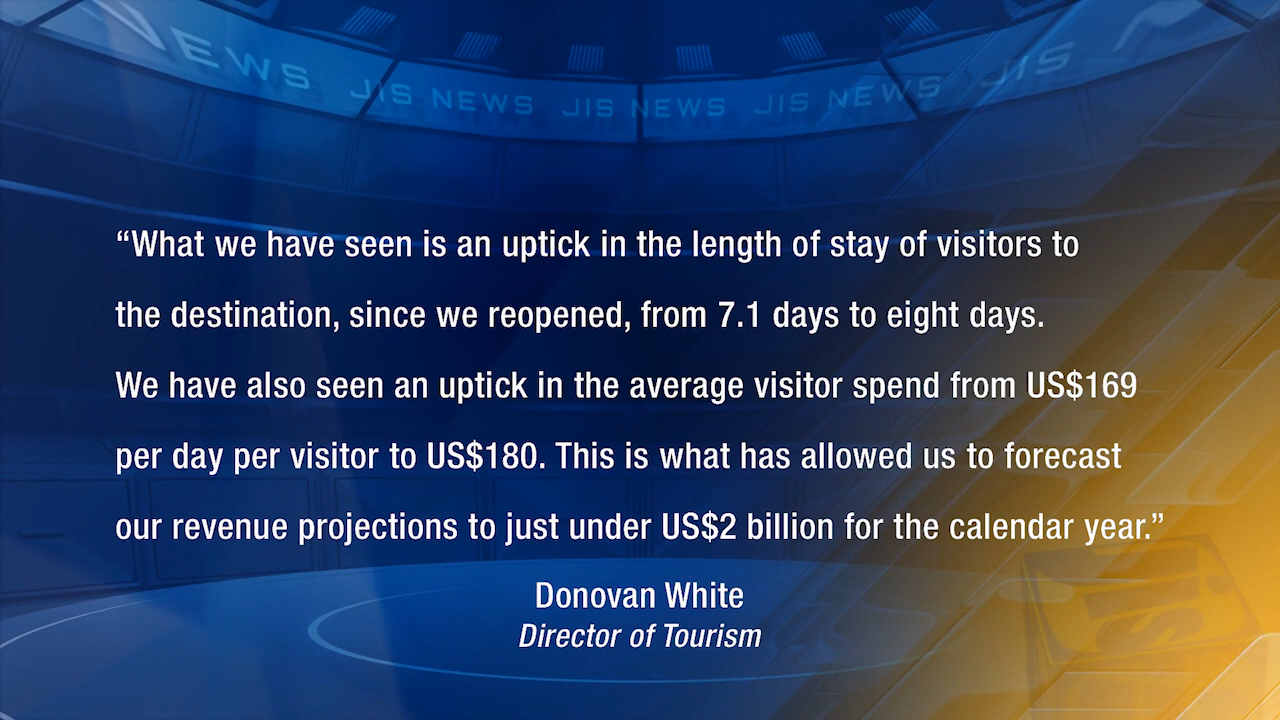 NEWS JIS NEWS JIS NEWS JIS NEWS JIS
“What we have seen is an uptick in the length of stay of visitors to
the destination, since we reopened, from 7.1 days to eight days.
We have also seen an uptick in the average visitor spend from US$169
per day per visitor to US$180. This is what has allowed us to forecast
our revenue projections to just under US$2 billion for the calendar year.”
Donovan White
Director of Tourism
JIS